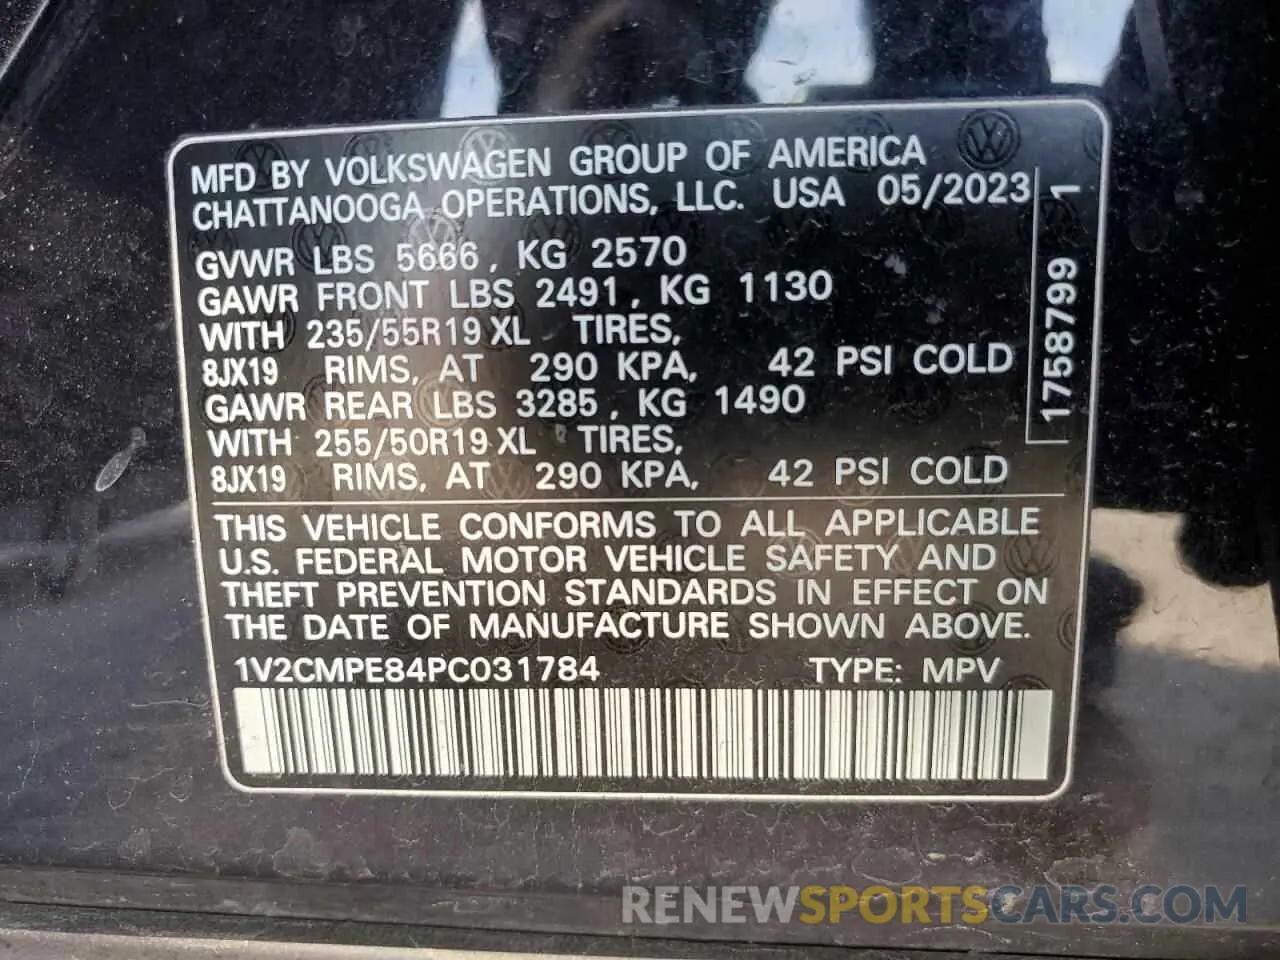 MFD BY VOLKSWAGEN GROUP OF AMERICA
CHATTANOOGA OPERATIONS, LLC. USA 05/2023
GVWR LBS 5666, KG 2570
GAWR FRONT LBS 2491, KG 1130
WITH 235/55R19 XL TIRES,
8JX19 RIMS, AT 290 KPA, 42 PSI COLD
GAWR REAR LBS 3285, KG 1490
WITH 255/50R19 XL TIRES,
8JX19 RIMS, AT 290 KPA, 42 PSI COLD
1758799 1
THIS VEHICLE CONFORMS TO ALL APPLICABLE
U.S. FEDERAL MOTOR VEHICLE SAFETY AND
THEFT PREVENTION STANDARDS IN EFFECT ON
THE DATE OF MANUFACTURE SHOWN ABOVE.
1V2CMPE84PC031784 TYPE: MPV
RENEWSPORTSCARS.COM